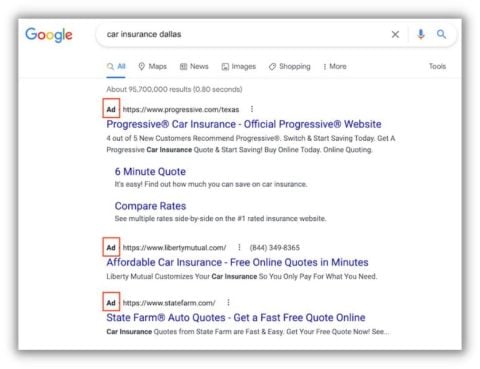 Google
car insurance dallas
All Maps News Images Shopping More Tools
About 95,700,000 results (0.80 seconds)
Ad · https://www.progressive.com/texas
Progressive® Car Insurance - Official Progressive® Website
4 out of 5 New Customers Recommend Progressive®. Switch & Start Saving Today. Get A
Progressive Car Insurance Quote & Start Saving! Buy Online Today. Online Quoting.
6 Minute Quote
It's easy! Find out how much you can save on car insurance.
Compare Rates
See multiple rates side-by-side on the #1 rated insurance website.
Ad · https://www.libertymutual.com/ (844) 349-8365
Affordable Car Insurance - Free Online Quotes in Minutes
Liberty Mutual Customizes Your Car Insurance So You Only Pay For What You Need.
Ad · https://www.statefarm.com/
State Farm® Auto Quotes - Get a Fast Free Quote Online
Car Insurance Quotes from State Farm are Fast & Easy. Get Your Free Quote Now! See...